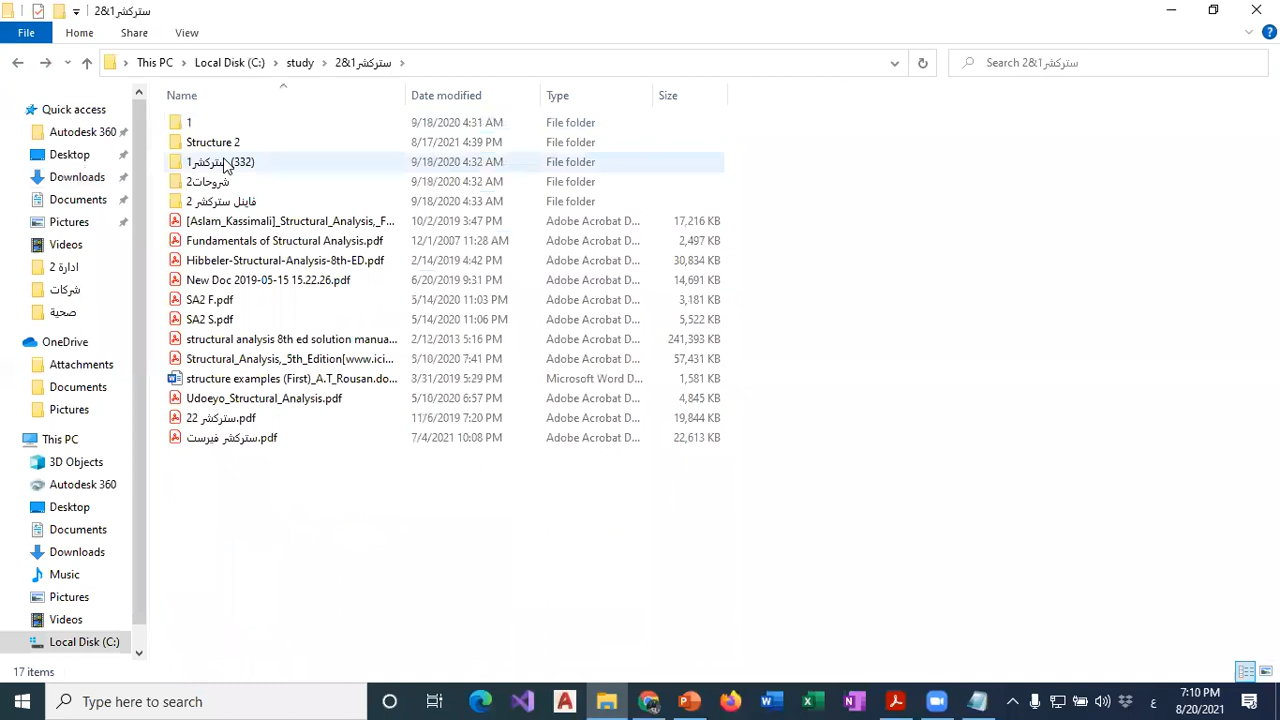 ستركشر1&2
File Home Share View
This PC Local Disk (C:) study ستركشر1&2 Search ستركشر1&2
Name Date modified Type Size
1 9/18/2020 4:31 AM File folder
Structure 2 8/17/2021 4:39 PM File folder
ستركشر1 (332) 9/18/2020 4:32 AM File folder
شروحات2 9/18/2020 4:32 AM File folder
فاينل ستركشر 2 9/18/2020 4:33 AM File folder
[Aslam_Kassimali]_Structural_Analysis,_F... 10/2/2019 3:47 PM Adobe Acrobat D... 17,216 KB
Fundamentals of Structural Analysis.pdf 12/1/2007 11:28 AM Adobe Acrobat D... 2,497 KB
Hibbeler-Structural-Analysis-8th-ED.pdf 2/14/2019 4:42 PM Adobe Acrobat D... 30,834 KB
New Doc 2019-05-15 15.22.26.pdf 6/20/2019 9:31 PM Adobe Acrobat D... 14,691 KB
SA2 F.pdf 5/14/2020 11:03 PM Adobe Acrobat D... 3,181 KB
SA2 S.pdf 5/14/2020 11:06 PM Adobe Acrobat D... 5,522 KB
structural analysis 8th ed solution manua... 2/12/2013 5:16 PM Adobe Acrobat D... 241,393 KB
Structural_Analysis,_5th_Edition[www.ici... 5/10/2020 7:41 PM Adobe Acrobat D... 57,431 KB
structure examples (First)_A.T_Rousan.do... 3/31/2019 5:29 PM Microsoft Word D... 1,581 KB
Udoeyo_Structural_Analysis.pdf 5/10/2020 6:57 PM Adobe Acrobat D... 4,845 KB
ستركشر 22.pdf 11/6/2019 7:20 PM Adobe Acrobat D... 19,844 KB
ستركشر فيرست.pdf 7/4/2021 10:08 PM Adobe Acrobat D... 22,613 KB
Quick access
Autodesk 360
Desktop
Downloads
Documents
Pictures
Videos
ادارة 2
شركات
صحية
OneDrive
Attachments
Documents
Pictures
This PC
3D Objects
Autodesk 360
Desktop
Documents
Downloads
Music
Pictures
Videos
Local Disk (C:)
17 items
Type here to search
ع
7:10 PM
8/20/2021